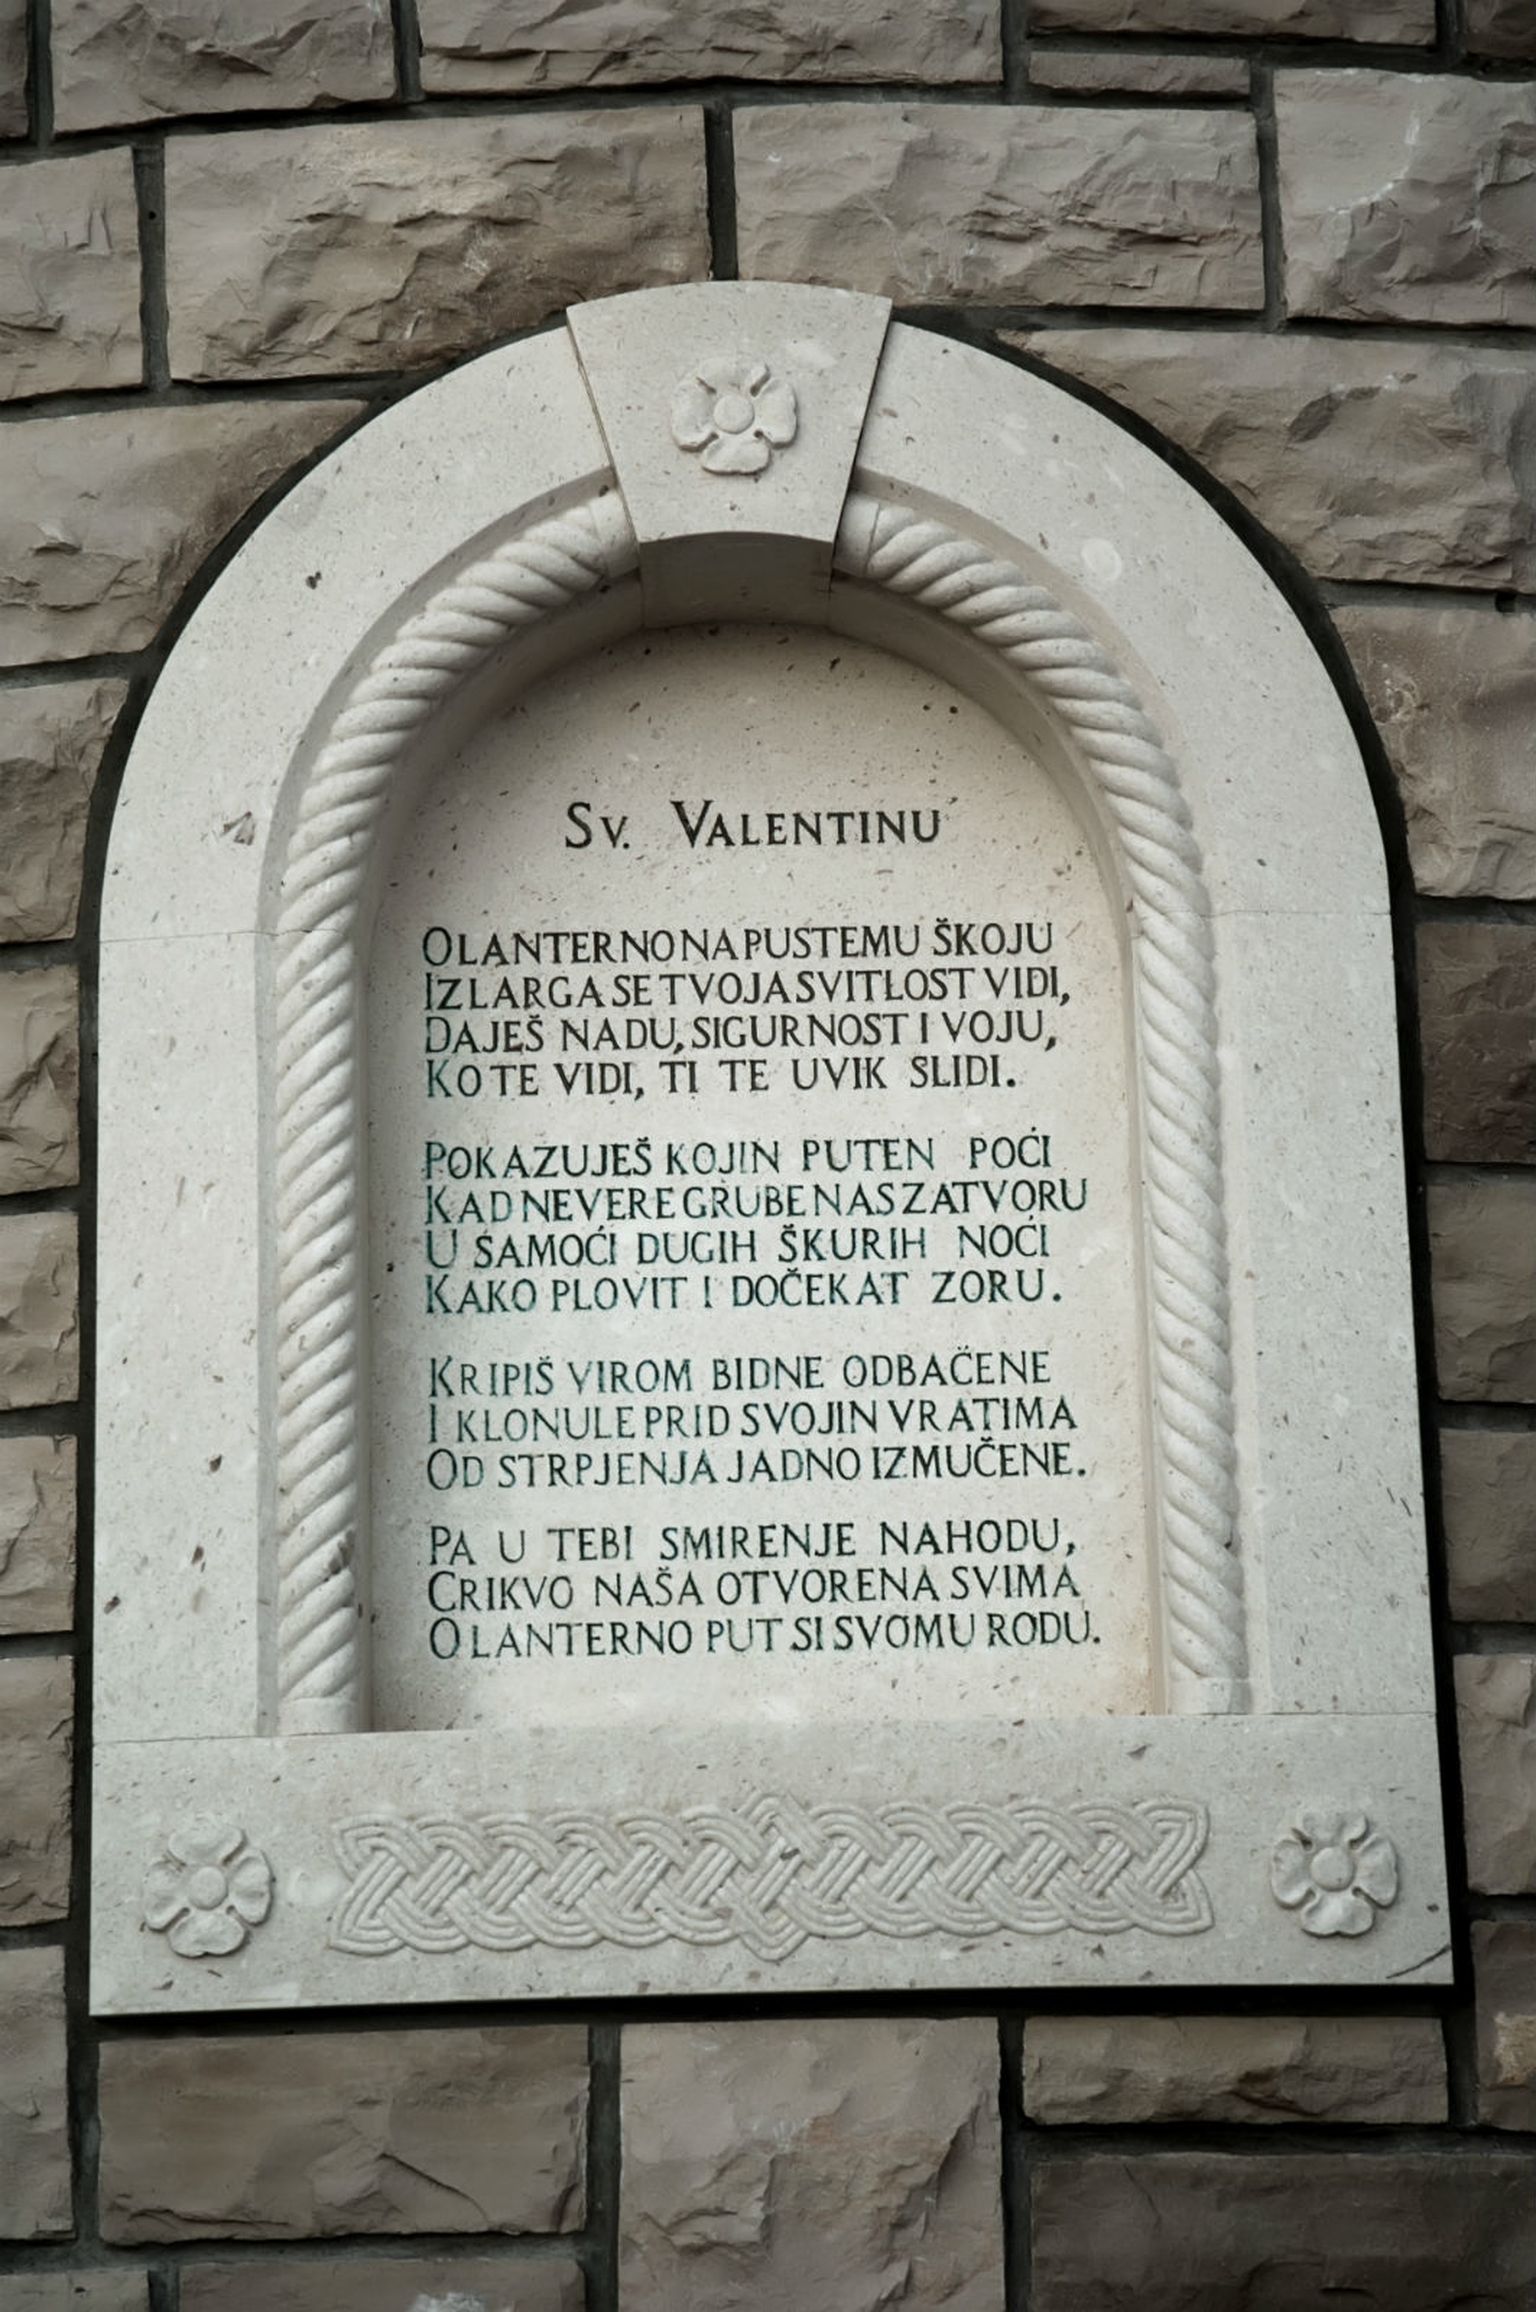 SV. VALENTINU
O LANTERNO NA PUSTEMU ŠKOJU
IZLARGA SE TVOJA SVITLOST VIDI,
DAJEŠ NADU, SIGURNOST I VOJU,
KO TE VIDI, TI TE UVIK SLIDI.
POKAZUJEŠ KOJIN PUTEN POĆI
KAD NEVERE GRUBE NAS ZATVORU
U SAMOĆI DUGIH ŠKURIH NOĆI
KAKO PLOVIT I DOČEKAT ZORU.
KRIPIŠ VIROM BIDNE ODBAČENE
I KLONULE PRID SVOJIN VRATIMA
OD STRPJENJA JADNO IZMUČENE.
PA U TEBI SMIRENJE NAHODU,
CRIKVO NAŠA OTVORENA SVIMA
O LANTERNO PUT SI SVOMU RODU.